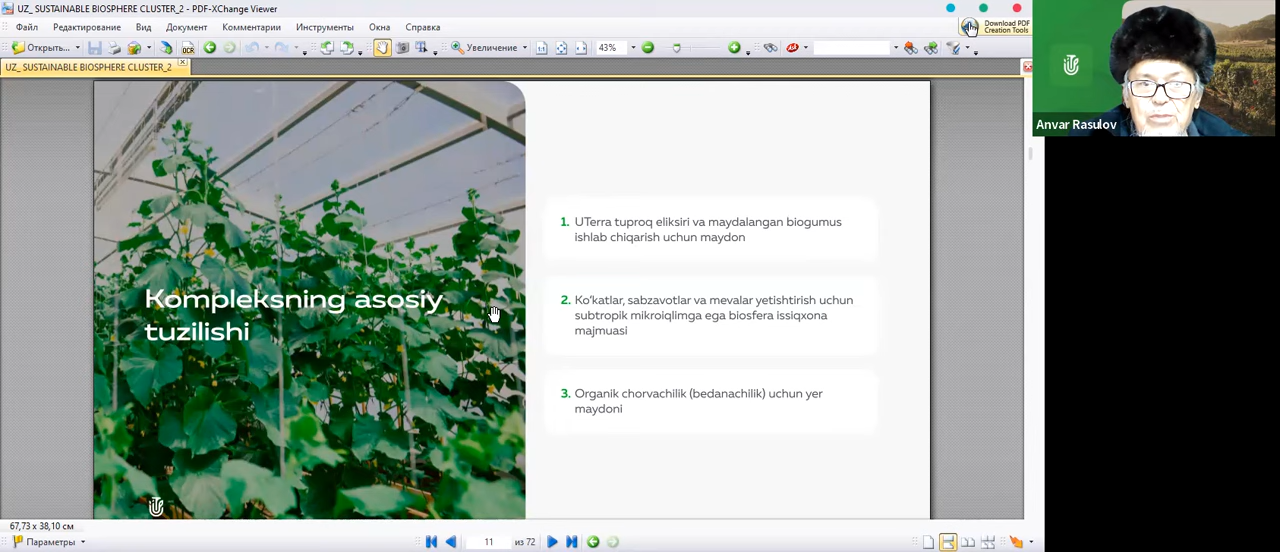 UZ_ SUSTAINABLE BIOSPHERE CLUSTER_2 - PDF-XChange Viewer
Файл Редактирование Вид Документ Комментарии Инструменты Окна Справка
Download PDF
Creation Tools
Открыть... OCR Увеличение 43%
UZ_ SUSTAINABLE BIOSPHERE CLUSTER_2
Anvar Rasulov
Kompleksning asosiy
tuzilishi
1. UTerra tuproq eliksiri va maydalangan biogumus
ishlab chiqarish uchun maydon
2. Ko'katlar, sabzavotlar va mevalar yetishtirish uchun
subtropik mikroiqlimga ega biosfera issiqxona
majmuasi
3. Organik chorvachilik (bedanachilik) uchun yer
maydoni
67,73 x 38,10 см
Параметры 11 из 72